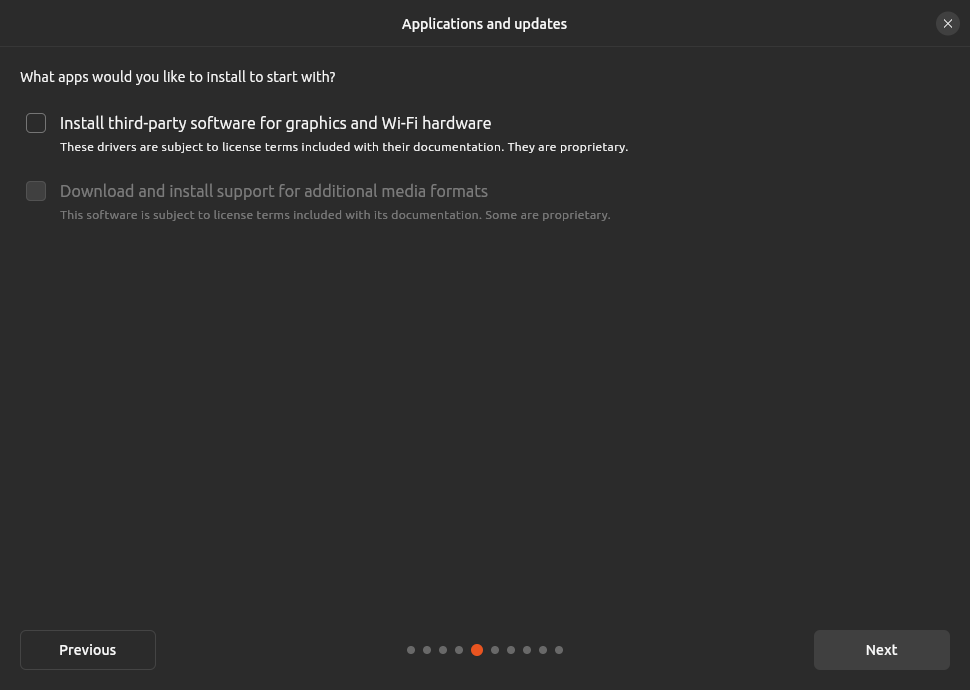 Applications and updates
What apps would you like to install to start with?
Install third-party software for graphics and Wi-Fi hardware
These drivers are subject to license terms included with their documentation. They are proprietary.
Download and install support for additional media formats
This software is subject to license terms included with its documentation. Some are proprietary.
Previous
Next